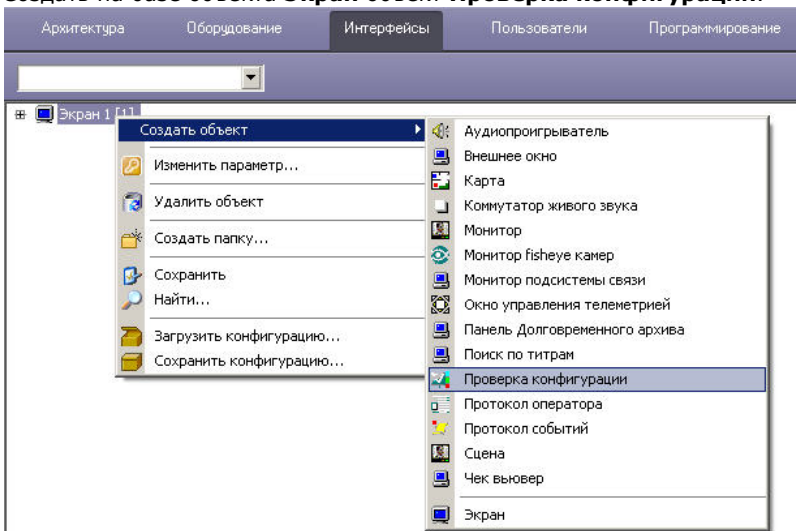 Создать на базе объекта Экран объект Проверка конфигурации.
Архитектура Оборудование Интерфейсы Пользователи Программирование
Экран 1 [1]
Создать объект
Изменить параметр...
Удалить объект
Создать папку...
Сохранить
Найти...
Загрузить конфигурацию...
Сохранить конфигурацию...
Аудиопроигрыватель
Внешнее окно
Карта
Коммутатор живого звука
Монитор
Монитор fisheye камер
Монитор подсистемы связи
Окно управления телеметрией
Панель Долговременного архива
Поиск по титрам
Проверка конфигурации
Протокол оператора
Протокол событий
Сцена
Чек вьювер
Экран